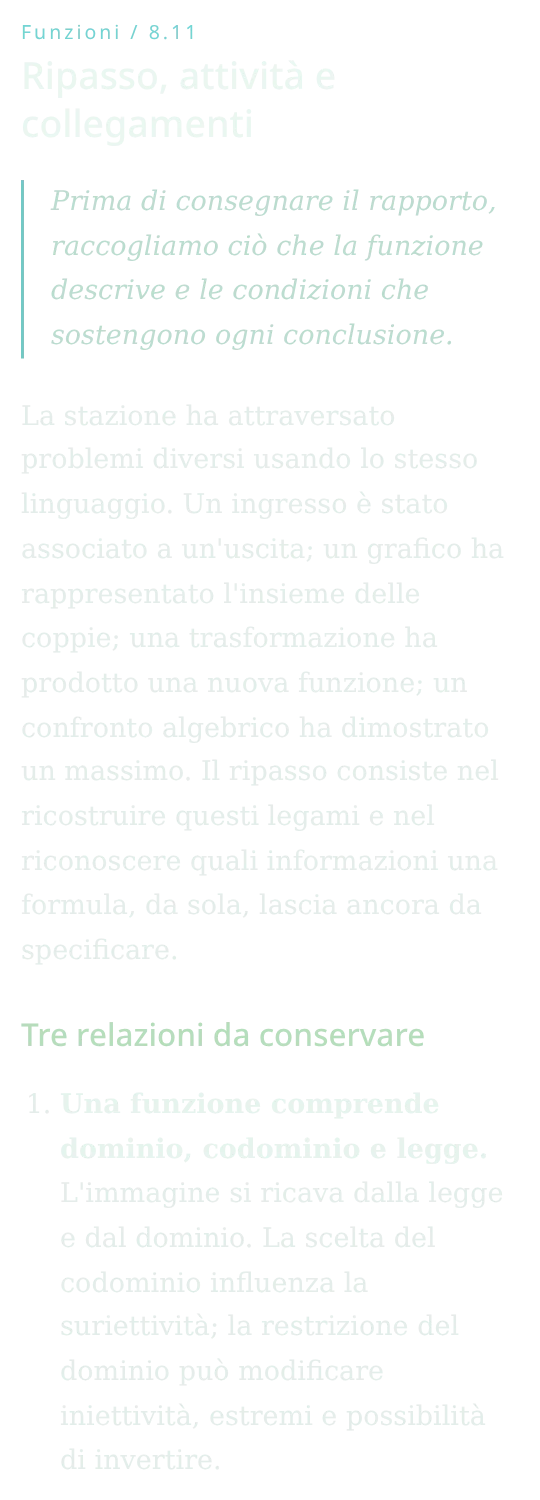 Funzioni / 8.11
Ripasso, attività e
collegamenti
Prima di consegnare il rapporto,
raccogliamo ciò che la funzione
descrive e le condizioni che
sostengono ogni conclusione.
La stazione ha attraversato
problemi diversi usando lo stesso
linguaggio. Un ingresso è stato
associato a un'uscita; un grafico ha
rappresentato l'insieme delle
coppie; una trasformazione ha
prodotto una nuova funzione; un
confronto algebrico ha dimostrato
un massimo. Il ripasso consiste nel
ricostruire questi legami e nel
riconoscere quali informazioni una
formula, da sola, lascia ancora da
specificare.
Tre relazioni da conservare
1. Una funzione comprende
dominio, codominio e legge.
L'immagine si ricava dalla legge
e dal dominio. La scelta del
codominio influenza la
suriettività; la restrizione del
dominio può modificare
iniettività, estremi e possibilità
di invertire.